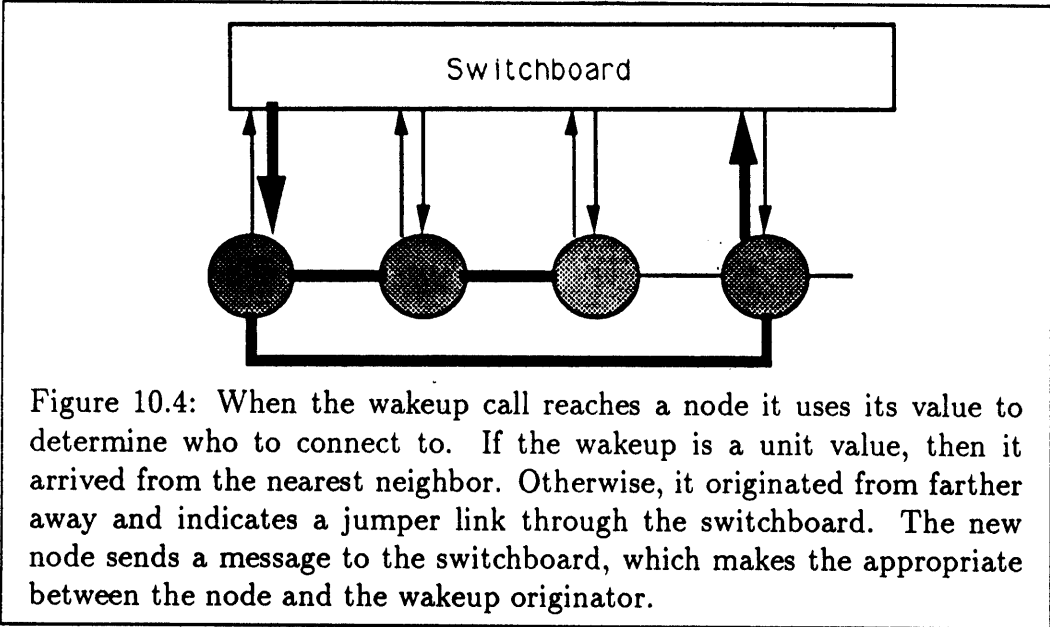 Switchboard
Figure 10.4: When the wakeup call reaches a node it uses its value to
determine who to connect to. If the wakeup is a unit value, then it
arrived from the nearest neighbor. Otherwise, it originated from farther
away and indicates a jumper link through the switchboard. The new
node sends a message to the switchboard, which makes the appropriate
between the node and the wakeup originator.